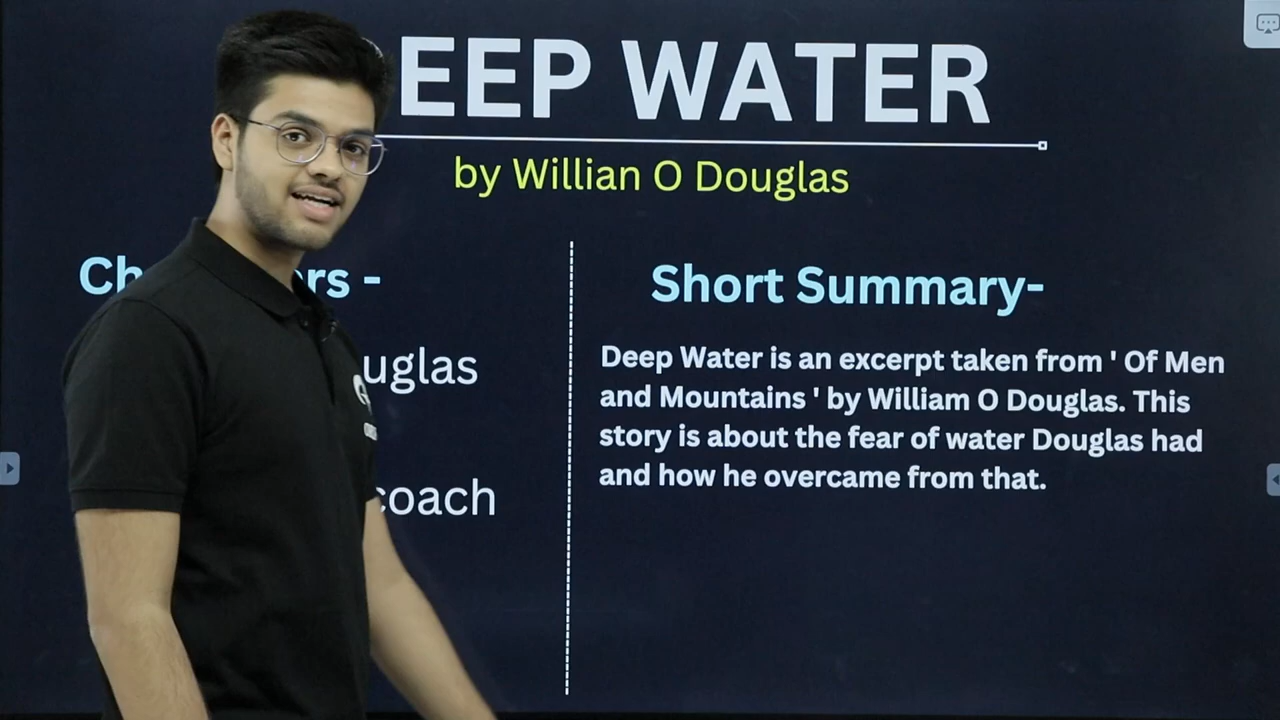 EEP WATER
by Willian O Douglas
Ch rs -
Short Summary-
uglas
coach
Deep Water is an excerpt taken from ' Of Men
and Mountains ' by William O Douglas. This
story is about the fear of water Douglas had
and how he overcame from that.